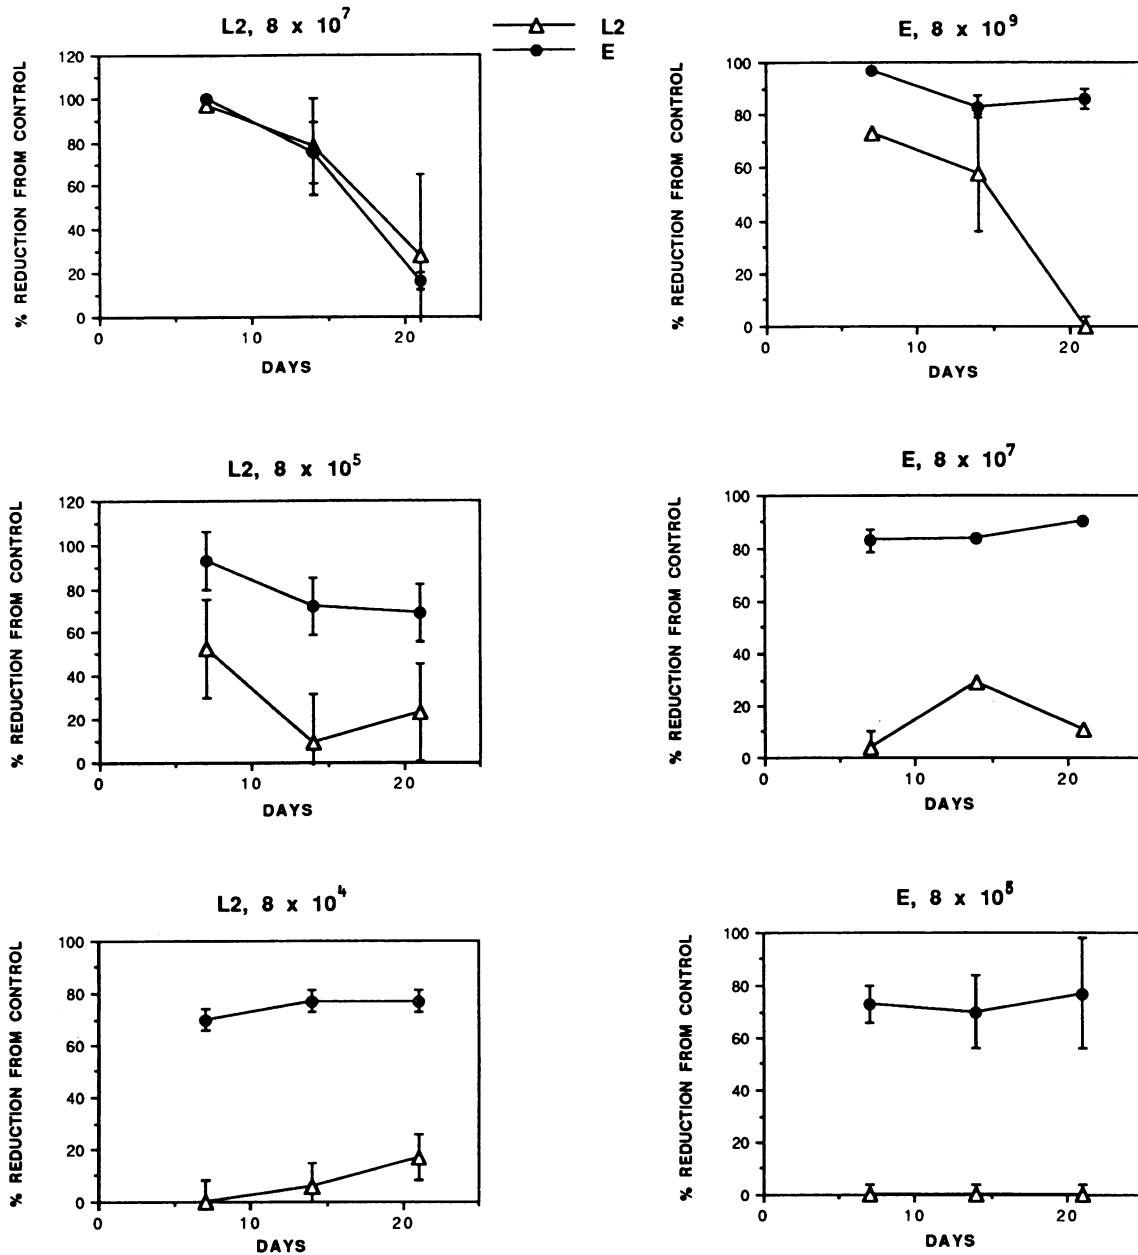 L2, 8 x 10⁷
L2
E
% REDUCTION FROM CONTROL
120
100
80
60
40
20
0
0 10 20
DAYS
E, 8 x 10⁹
% REDUCTION FROM CONTROL
100
80
60
40
20
0
0 10 20
DAYS
L2, 8 x 10⁵
% REDUCTION FROM CONTROL
120
100
80
60
40
20
0
0 10 20
DAYS
E, 8 x 10⁷
% REDUCTION FROM CONTROL
100
80
60
40
20
0
0 10 20
DAYS
L2, 8 x 10⁴
% REDUCTION FROM CONTROL
100
80
60
40
20
0
0 10 20
DAYS
E, 8 x 10⁵
% REDUCTION FROM CONTROL
100
80
60
40
20
0
0 10 20
DAYS